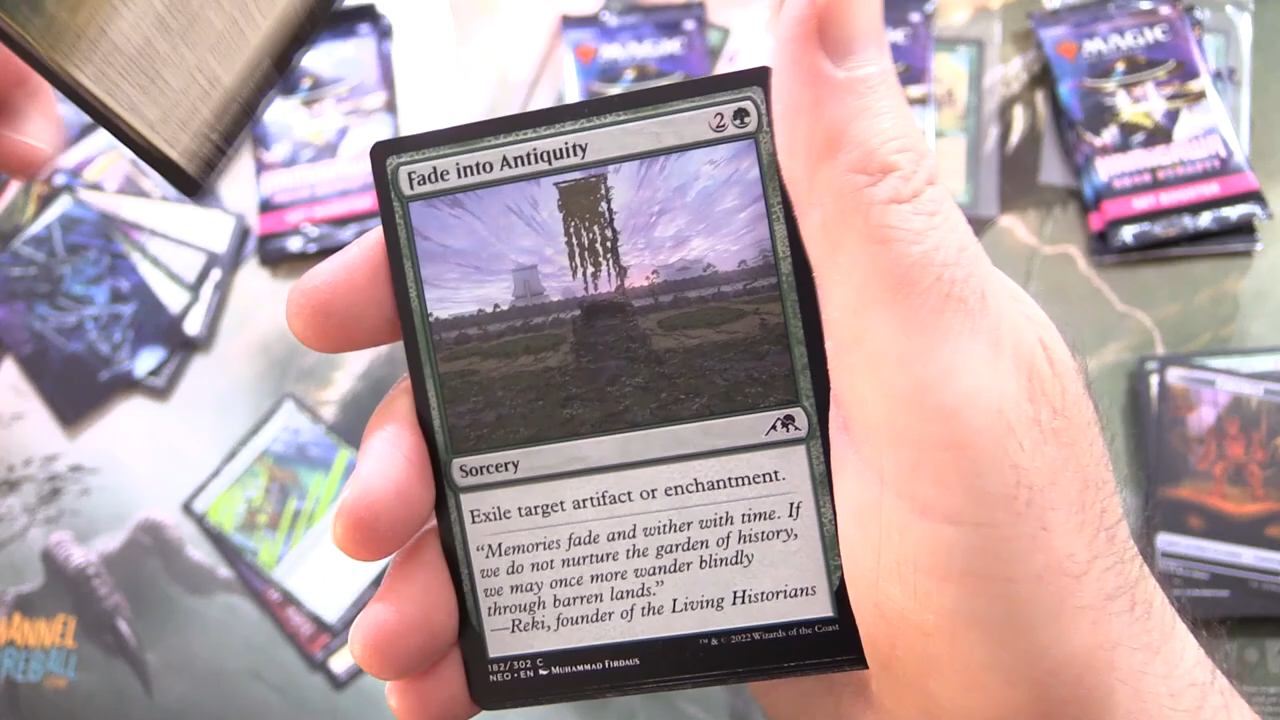 MAGIC
MAGIC
SET BOOSTER
Fade into Antiquity
2
Sorcery
Exile target artifact or enchantment.
“Memories fade and wither with time. If
we do not nurture the garden of history,
we may once more wander blindly
through barren lands.”
—Reki, founder of the Living Historians
182/302 C
NEO • EN MUHAMMAD FIRDAUS
™ & © 2022 Wizards of the Coast